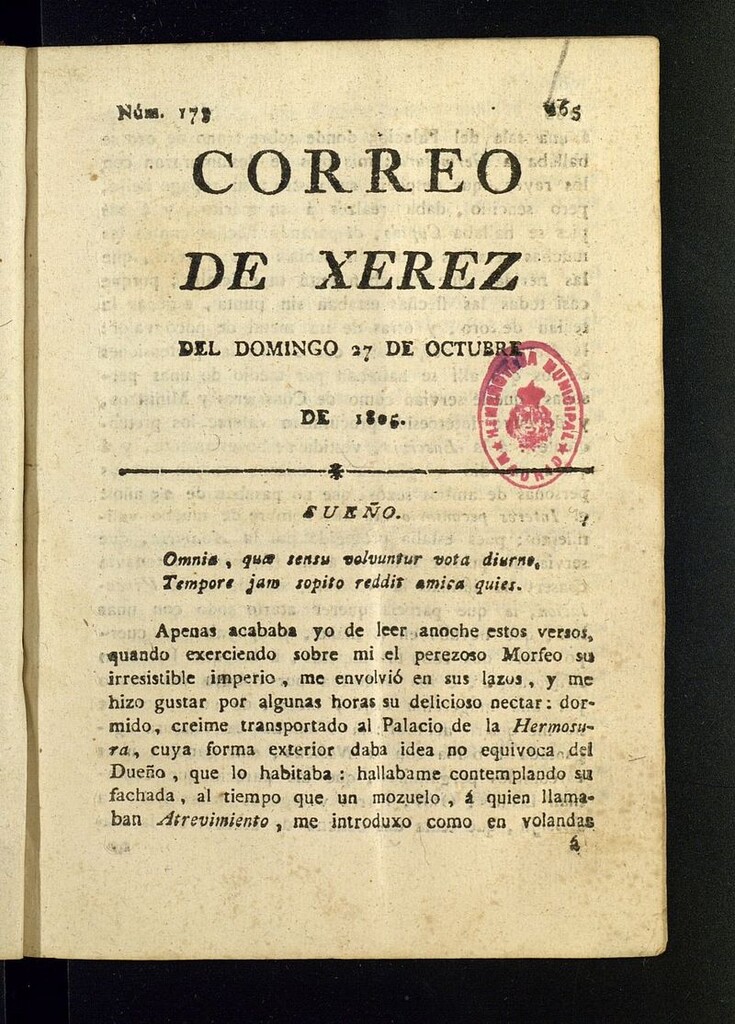 Núm. 173
265
CORREO
DE XEREZ
DEL DOMINGO 27 DE OCTUBRE
DE 1805.
HEMEROTECA MUNICIPAL
MADRID
SUEÑO.
Omnia, quæ sensu volvuntur vota diurno,
Tempore jam sopito reddit amica quies.
Apenas acababa yo de leer anoche estos versos,
quando exerciendo sobre mi el perezoso Morfeo su
irresistible imperio, me envolvió en sus lazos, y me
hizo gustar por algunas horas su delicioso nectar: dor-
mido, creime transportado al Palacio de la Hermosu-
ra, cuya forma exterior daba idea no equivoca del
Dueño, que lo habitaba: hallabame contemplando su
fachada, al tiempo que un mozuelo, á quien llama-
ban Atrevimiento, me introduxo como en volandas
á